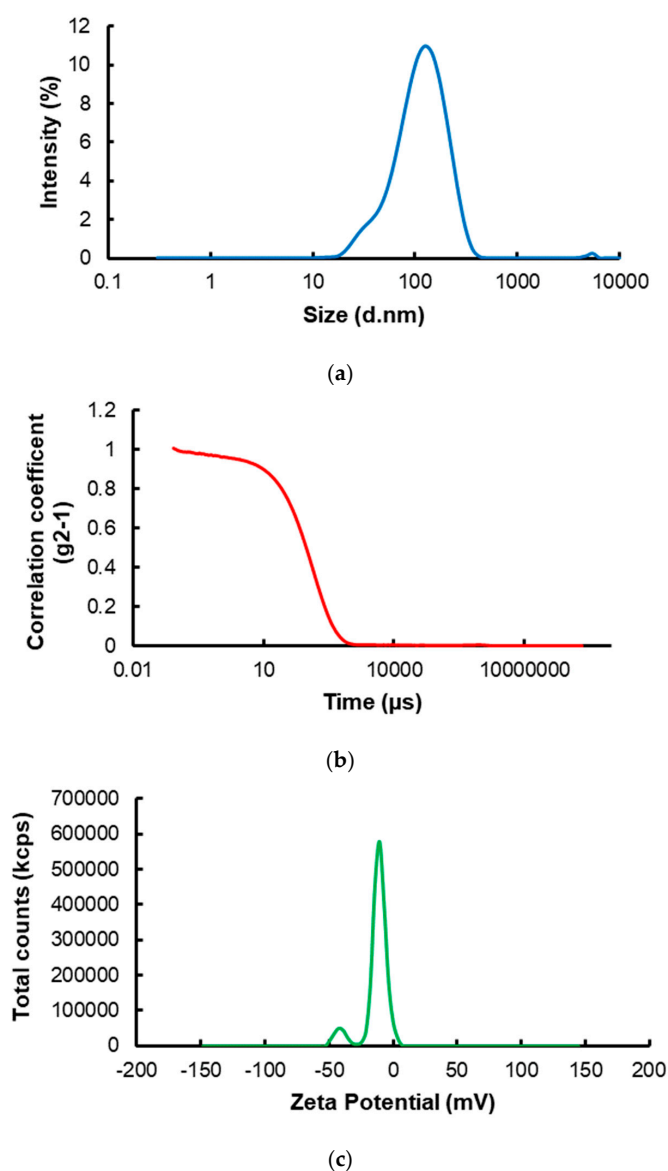 12
10
8
6
4
2
0
Intensity (%)
0.1 1 10 100 1000 10000
Size (d.nm)
(a)
1.2
1
0.8
0.6
0.4
0.2
0
Correlation coefficent
(g2-1)
0.01 10 10000 10000000
Time (µs)
(b)
700000
600000
500000
400000
300000
200000
100000
0
Total counts (kcps)
-200 -150 -100 -50 0 50 100 150 200
Zeta Potential (mV)
(c)